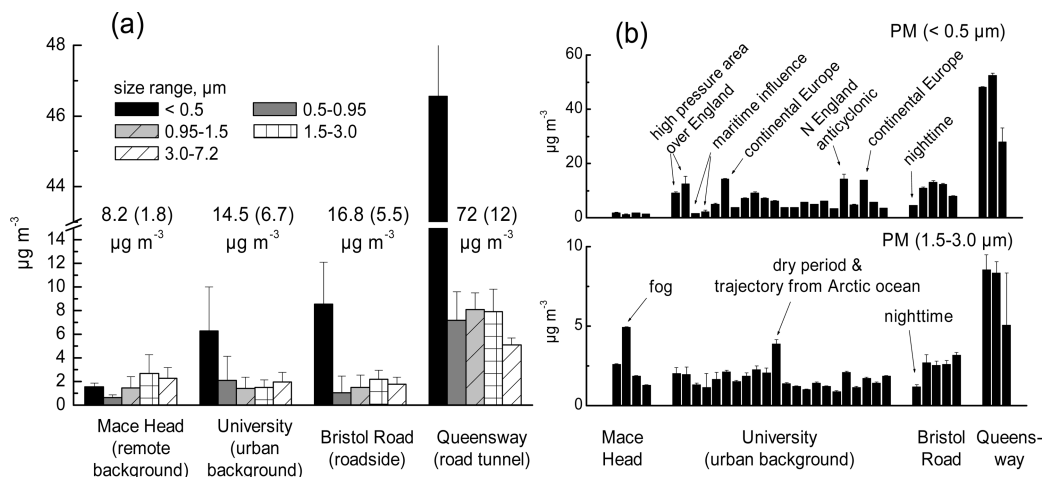 (a)
48
46
44
14
12
10
8
6
4
2
0
µg m⁻³
size range, µm
< 0.5
0.5-0.95
0.95-1.5
1.5-3.0
3.0-7.2
8.2 (1.8)
µg m⁻³
14.5 (6.7)
µg m⁻³
16.8 (5.5)
µg m⁻³
72 (12)
µg m⁻³
Mace Head
(remote
background)
University
(urban
background)
Bristol Road
(roadside)
Queensway
(road tunnel)
(b)
PM (< 0.5 µm)
60
40
20
0
µg m⁻³
high pressure area
over England
maritime influence
continental Europe
N England
anticyclonic
continental Europe
nighttime
PM (1.5-3.0 µm)
10
5
0
µg m⁻³
fog
dry period &
trajectory from Arctic ocean
nighttime
Mace
Head
University
(urban background)
Bristol
Road
Queens-
way